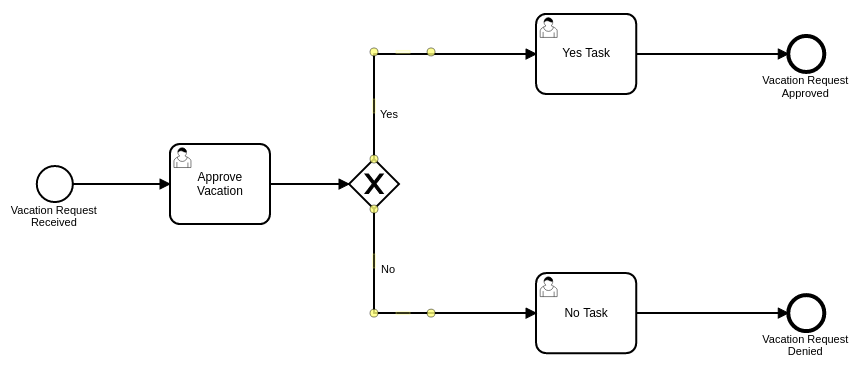 Yes Task
Vacation Request
Approved
Yes
Approve
Vacation
Vacation Request
Received
No
No Task
Vacation Request
Denied